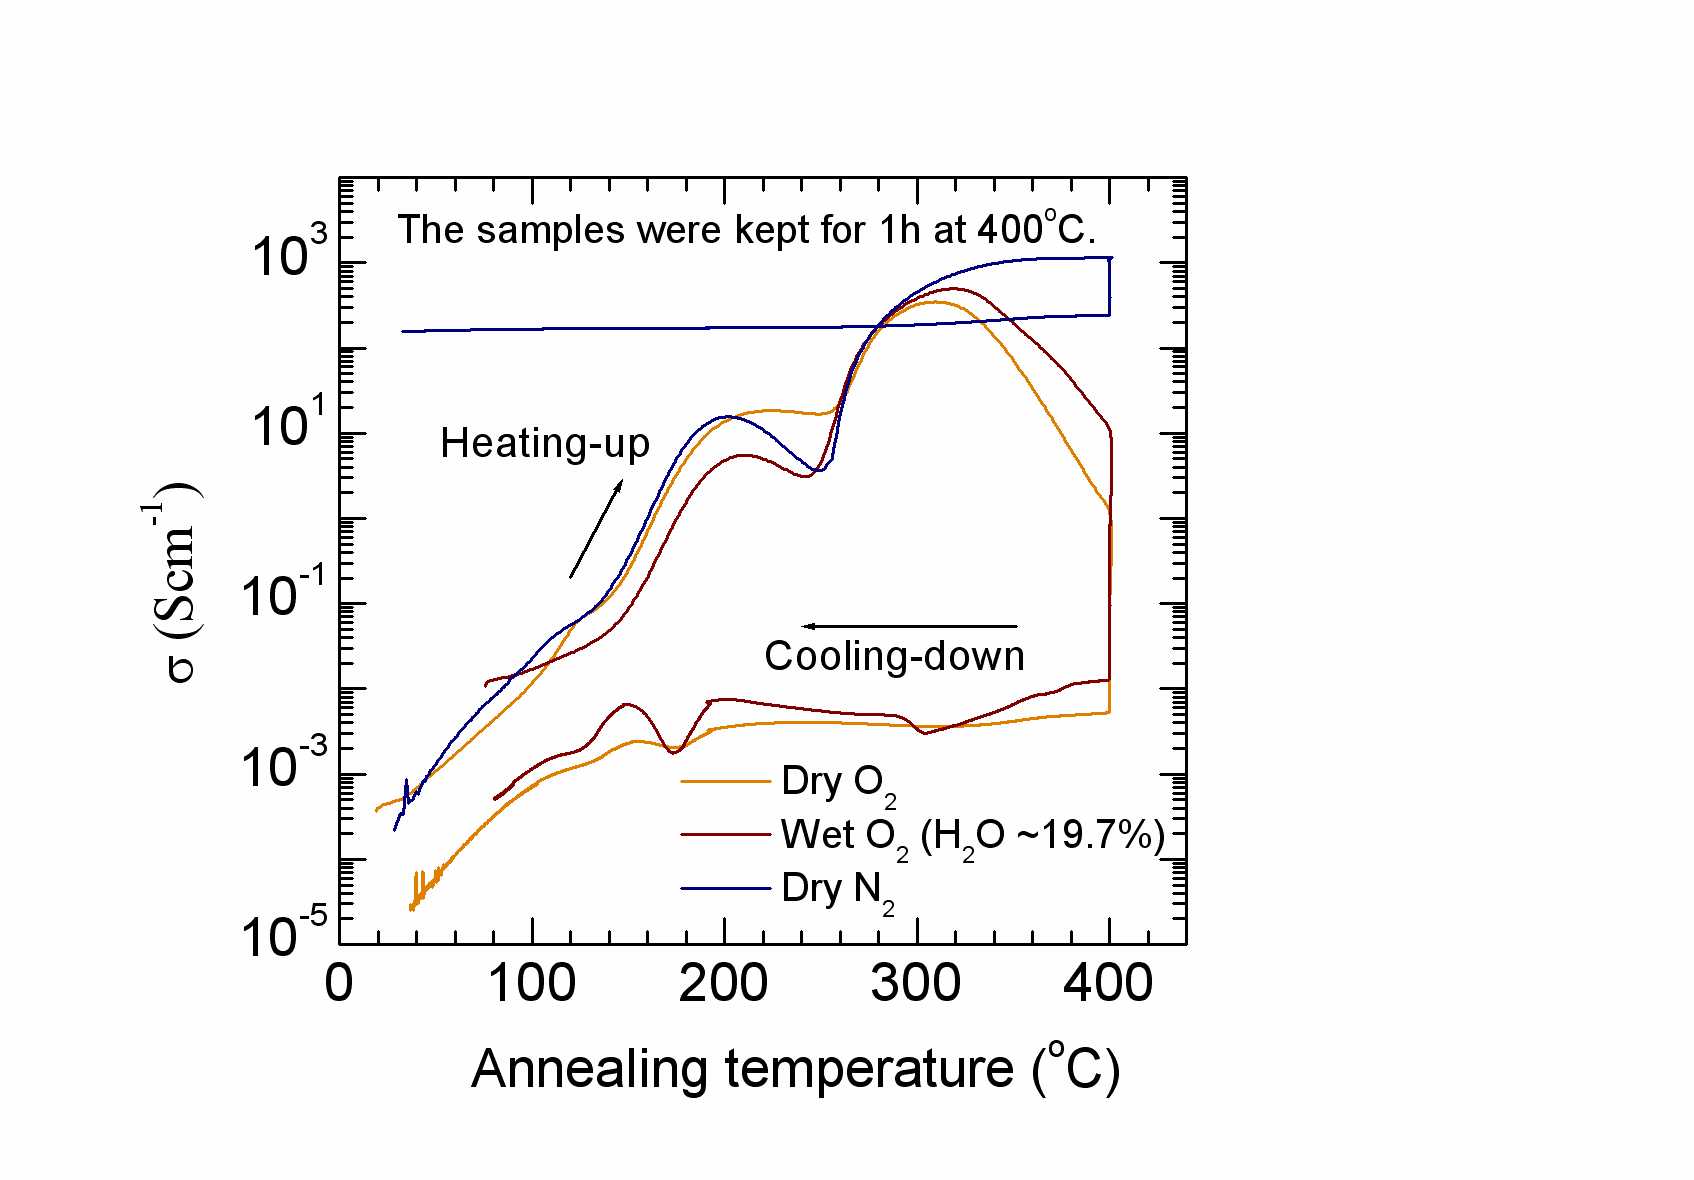 The samples were kept for 1h at 400°C.
10³
10¹
Heating-up
σ (Scm⁻¹)
10⁻¹
Cooling-down
10⁻³
Dry O₂
Wet O₂ (H₂O ~19.7%)
Dry N₂
10⁻⁵
0 100 200 300 400
Annealing temperature (°C)